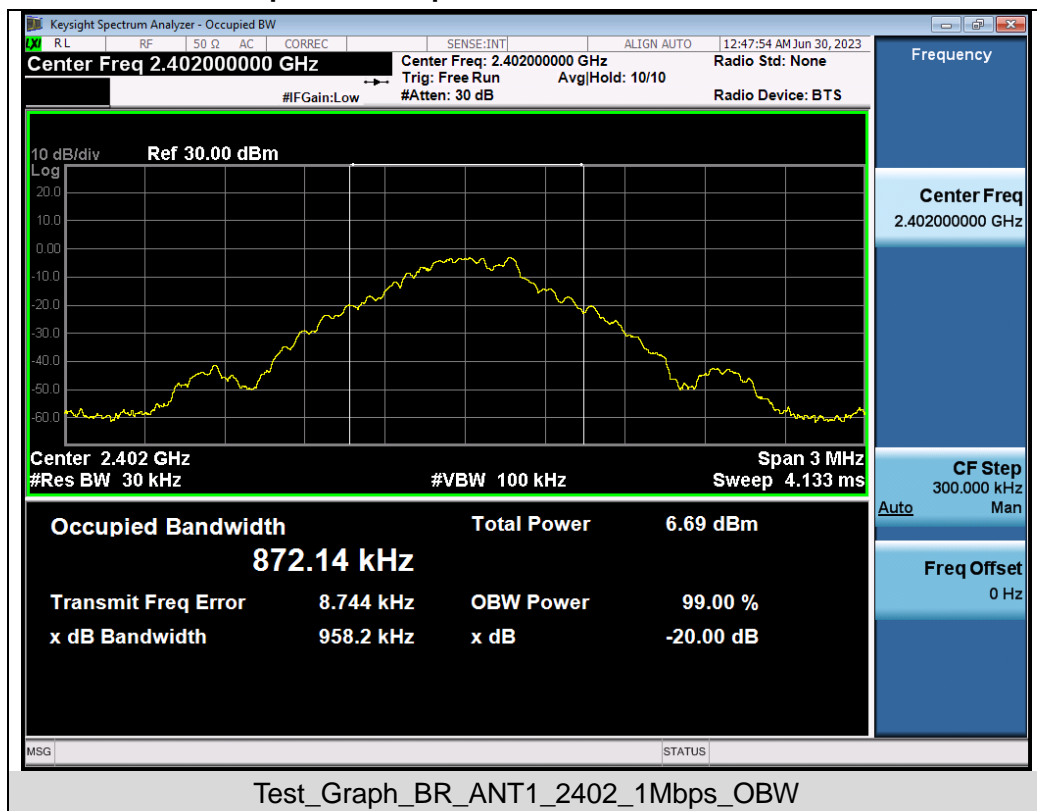 Keysight Spectrum Analyzer - Occupied BW
LXI RL RF 50 Ω AC CORREC SENSE:INT ALIGN AUTO 12:47:54 AM Jun 30, 2023
Center Freq 2.402000000 GHz Center Freq: 2.402000000 GHz Radio Std: None
Trig: Free Run Avg|Hold: 10/10
#IFGain:Low #Atten: 30 dB Radio Device: BTS
10 dB/div Ref 30.00 dBm
Log
20.0
10.0
0.00
-10.0
-20.0
-30.0
-40.0
-50.0
-60.0
Center 2.402 GHz Span 3 MHz
#Res BW 30 kHz #VBW 100 kHz Sweep 4.133 ms
Occupied Bandwidth Total Power 6.69 dBm
872.14 kHz
Transmit Freq Error 8.744 kHz OBW Power 99.00 %
x dB Bandwidth 958.2 kHz x dB -20.00 dB
Frequency
Center Freq
2.402000000 GHz
CF Step
300.000 kHz
Auto Man
Freq Offset
0 Hz
MSG STATUS
Test_Graph_BR_ANT1_2402_1Mbps_OBW